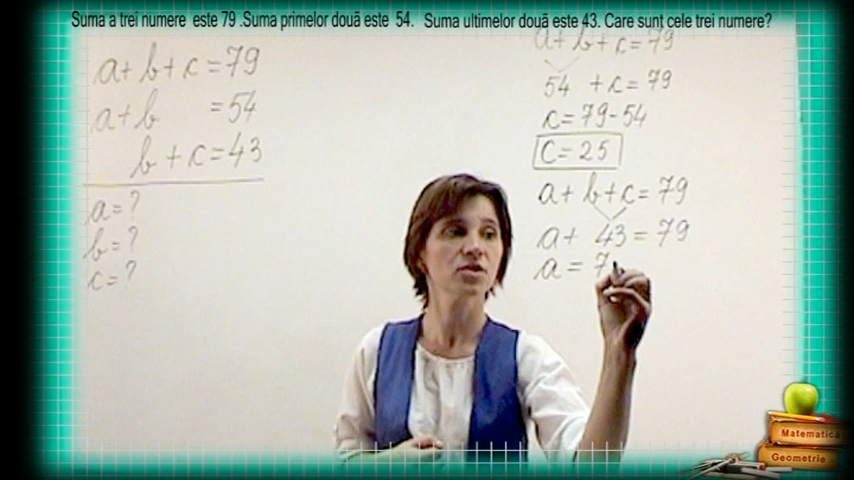 Suma a trei numere este 79 .Suma primelor două este 54. Suma ultimelor două este 43. Care sunt cele trei numere?
a + b + c = 79
a + b = 54
b + c = 43
a = ?
b = ?
c = ?
a + b + c = 79
54 + c = 79
c = 79 - 54
C = 25
a + b + c = 79
a + 43 = 79
a = 7
Matematica
Geometrie